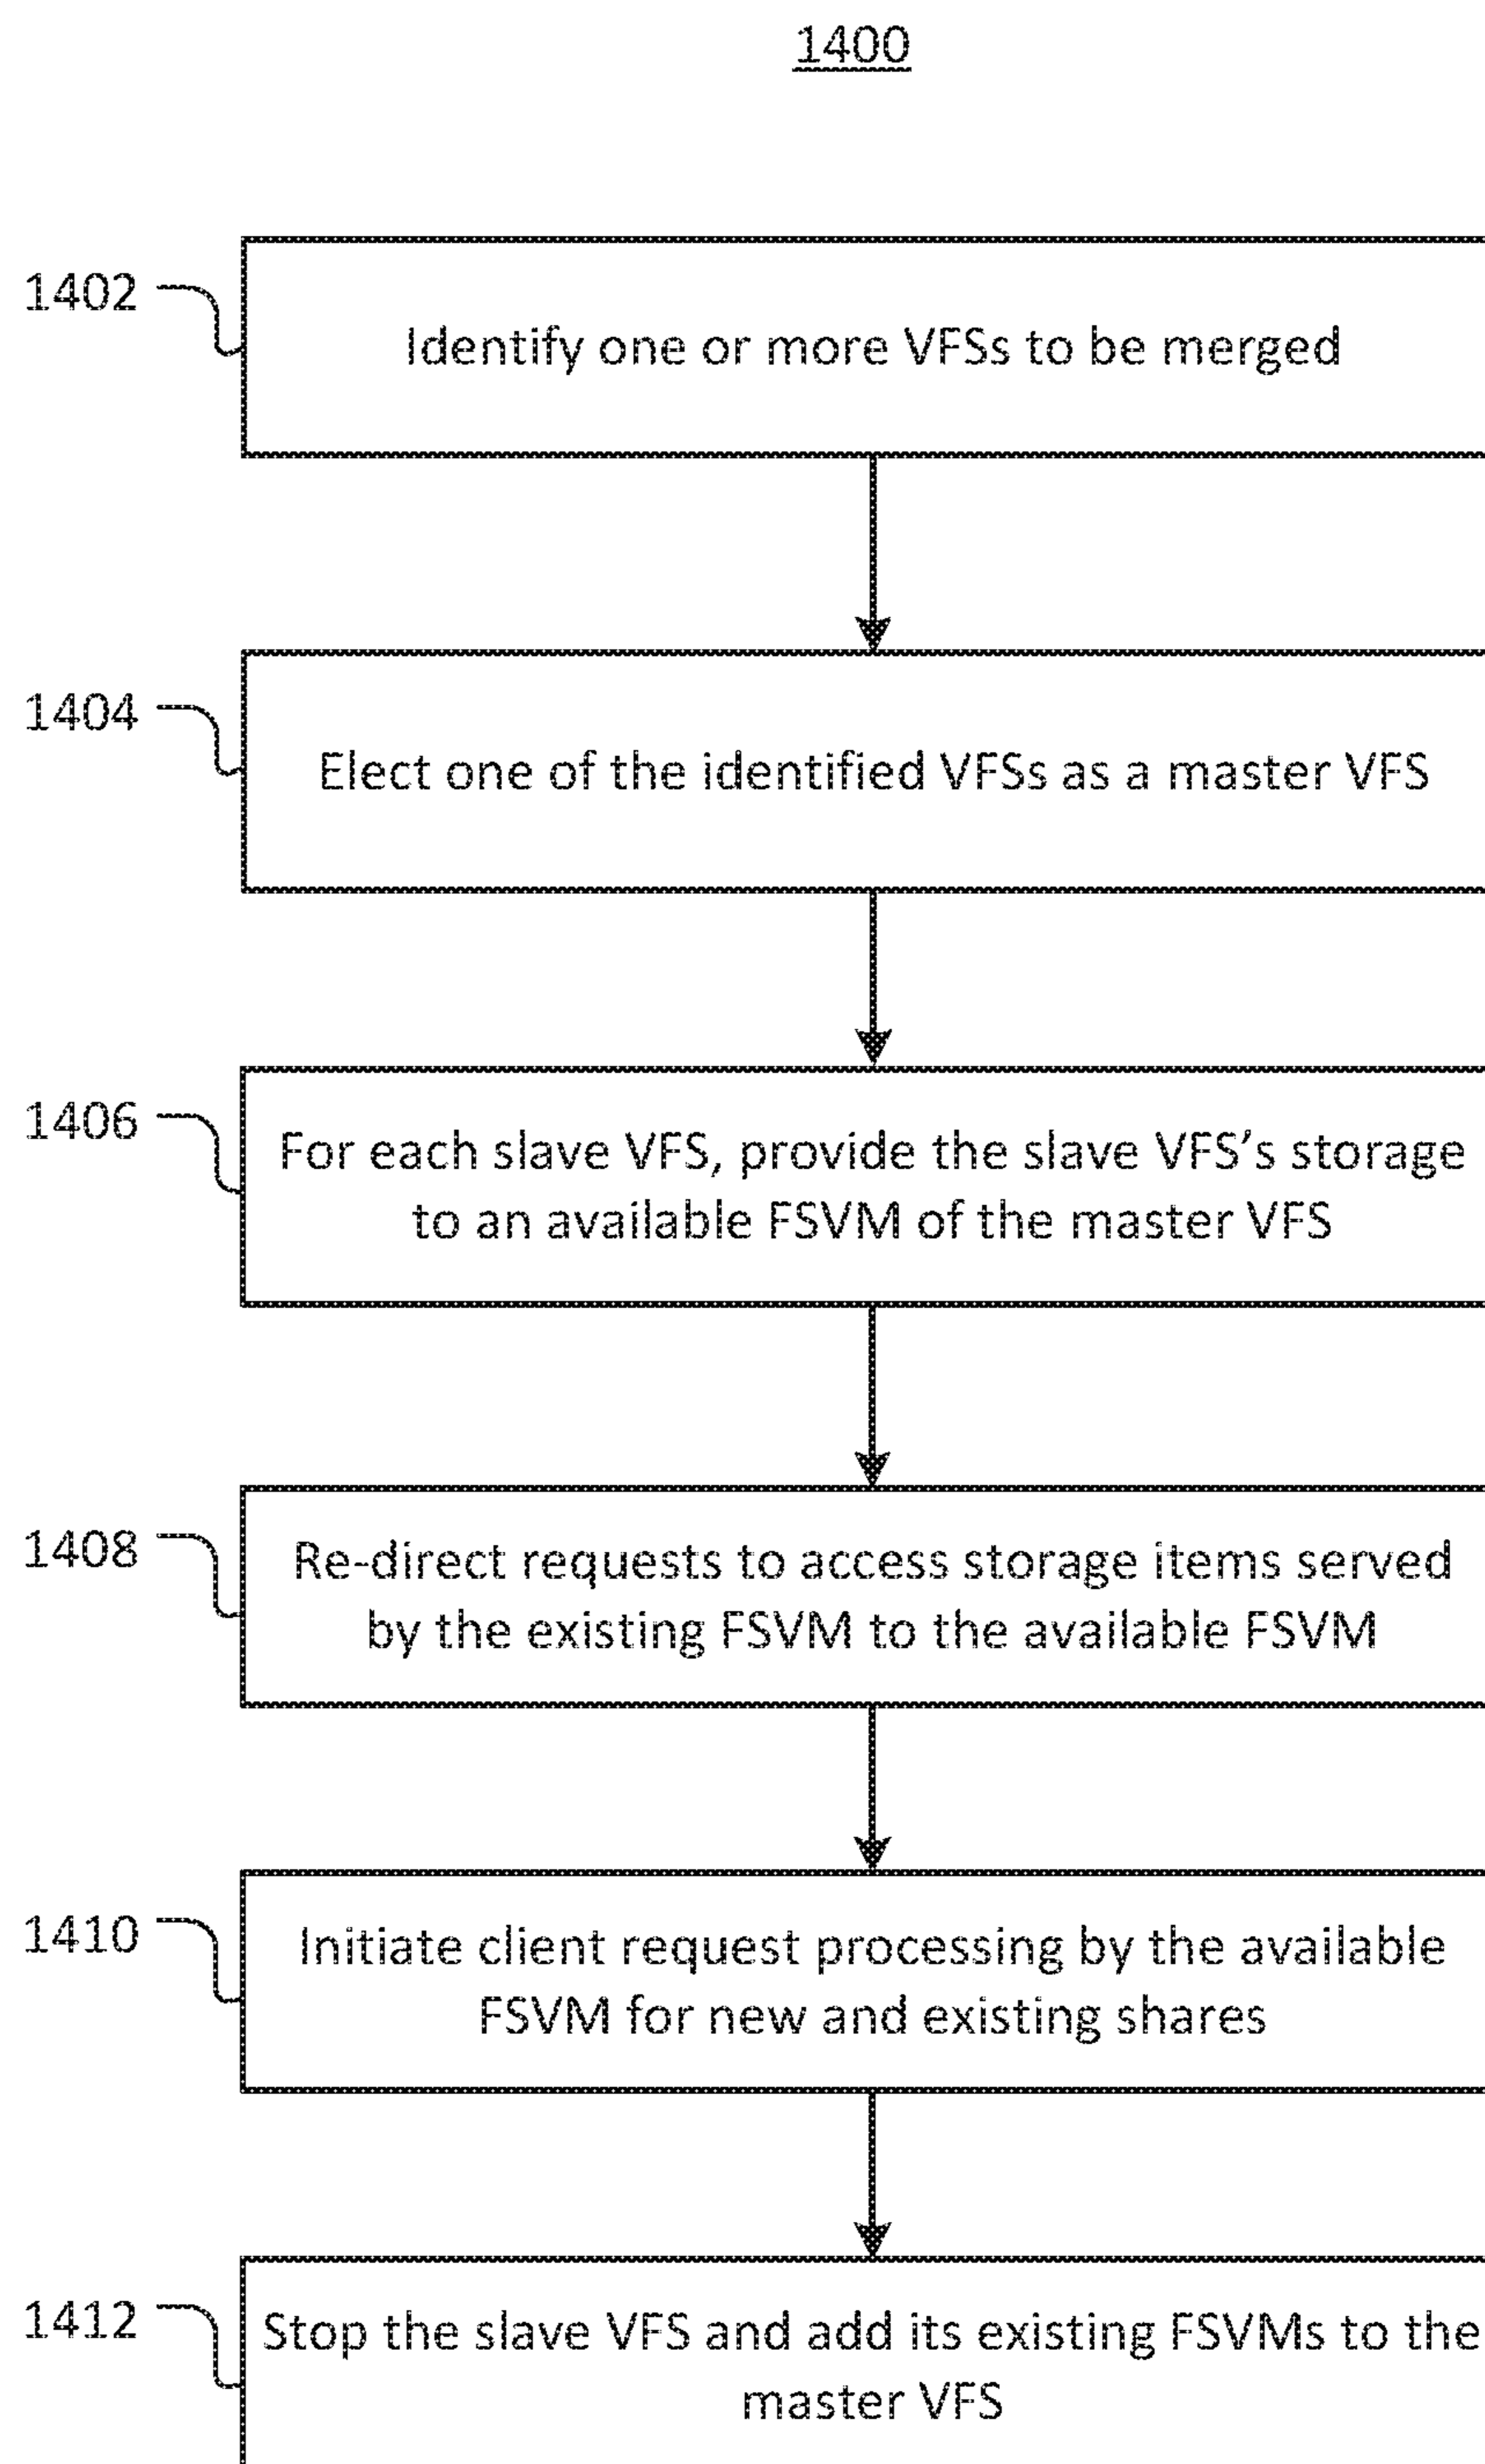 1400
1402
Identify one or more VFSs to be merged
1404
Elect one of the identified VFSs as a master VFS
1406
For each slave VFS, provide the slave VFS's storage
to an available FSVM of the master VFS
1408
Re-direct requests to access storage items served
by the existing FSVM to the available FSVM
1410
Initiate client request processing by the available
FSVM for new and existing shares
1412
Stop the slave VFS and add its existing FSVMs to the
master VFS